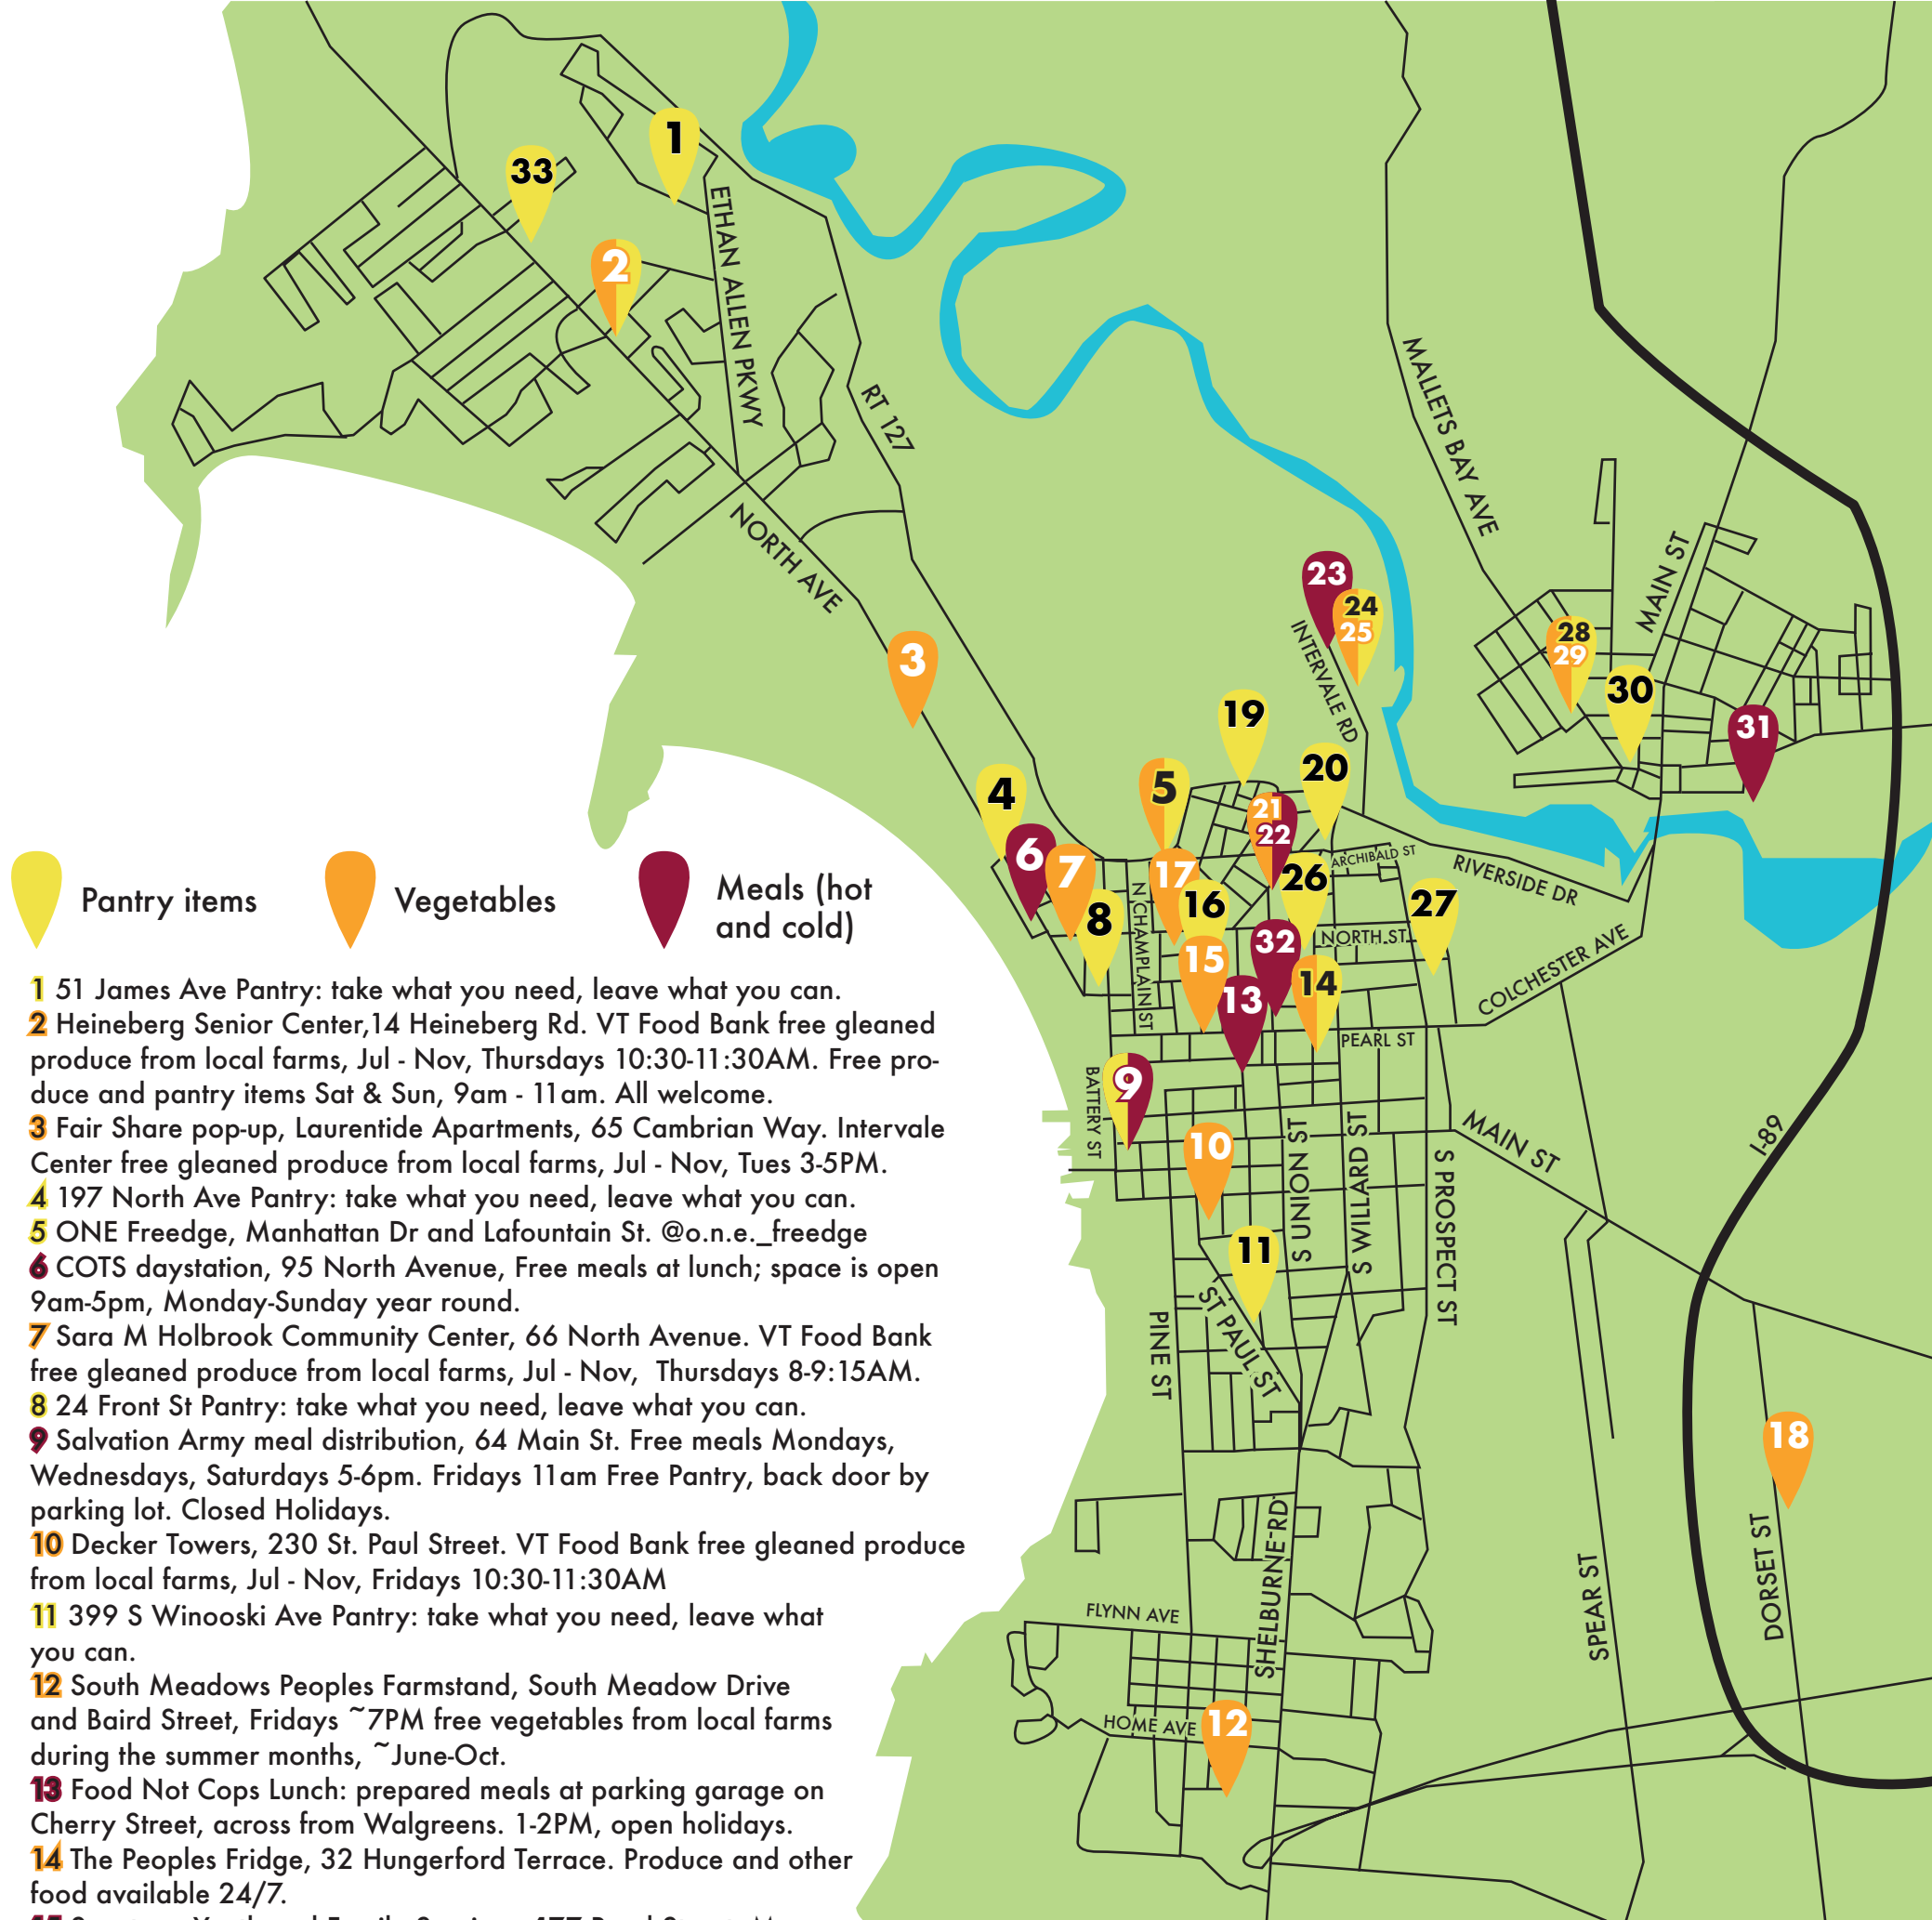 33
1
2
ETHAN ALLEN PKWY
RT 127
NORTH AVE
MALLETS BAY AVE
MAIN ST
3
23
24
25
INTERVALE RD
28
29
30
31
19
20
4
5
21
22
6
7
17
26
ARCHIBALD ST
RIVERSIDE DR
8
N CHAMPLAIN ST
16
27
32
NORTH ST
15
14
13
COLCHESTER AVE
PEARL ST
9
BATTERY ST
10
S UNION ST
S WILLARD ST
S PROSPECT ST
MAIN ST
I-89
11
ST PAUL ST
PINE ST
18
SHELBURNE RD
SPEAR ST
DORSET ST
FLYNN AVE
HOME AVE
12
Pantry items
Vegetables
Meals (hot
and cold)
1 51 James Ave Pantry: take what you need, leave what you can.
2 Heineberg Senior Center,14 Heineberg Rd. VT Food Bank free gleaned
produce from local farms, Jul - Nov, Thursdays 10:30-11:30AM. Free pro-
duce and pantry items Sat & Sun, 9am - 11am. All welcome.
3 Fair Share pop-up, Laurentide Apartments, 65 Cambrian Way. Intervale
Center free gleaned produce from local farms, Jul - Nov, Tues 3-5PM.
4 197 North Ave Pantry: take what you need, leave what you can.
5 ONE Freedge, Manhattan Dr and Lafountain St. @o.n.e._freedge
6 COTS daystation, 95 North Avenue, Free meals at lunch; space is open
9am-5pm, Monday-Sunday year round.
7 Sara M Holbrook Community Center, 66 North Avenue. VT Food Bank
free gleaned produce from local farms, Jul - Nov, Thursdays 8-9:15AM.
8 24 Front St Pantry: take what you need, leave what you can.
9 Salvation Army meal distribution, 64 Main St. Free meals Mondays,
Wednesdays, Saturdays 5-6pm. Fridays 11am Free Pantry, back door by
parking lot. Closed Holidays.
10 Decker Towers, 230 St. Paul Street. VT Food Bank free gleaned produce
from local farms, Jul - Nov, Fridays 10:30-11:30AM
11 399 S Winooski Ave Pantry: take what you need, leave what
you can.
12 South Meadows Peoples Farmstand, South Meadow Drive
and Baird Street, Fridays ~7PM free vegetables from local farms
during the summer months, ~June-Oct.
13 Food Not Cops Lunch: prepared meals at parking garage on
Cherry Street, across from Walgreens. 1-2PM, open holidays.
14 The Peoples Fridge, 32 Hungerford Terrace. Produce and other
food available 24/7.